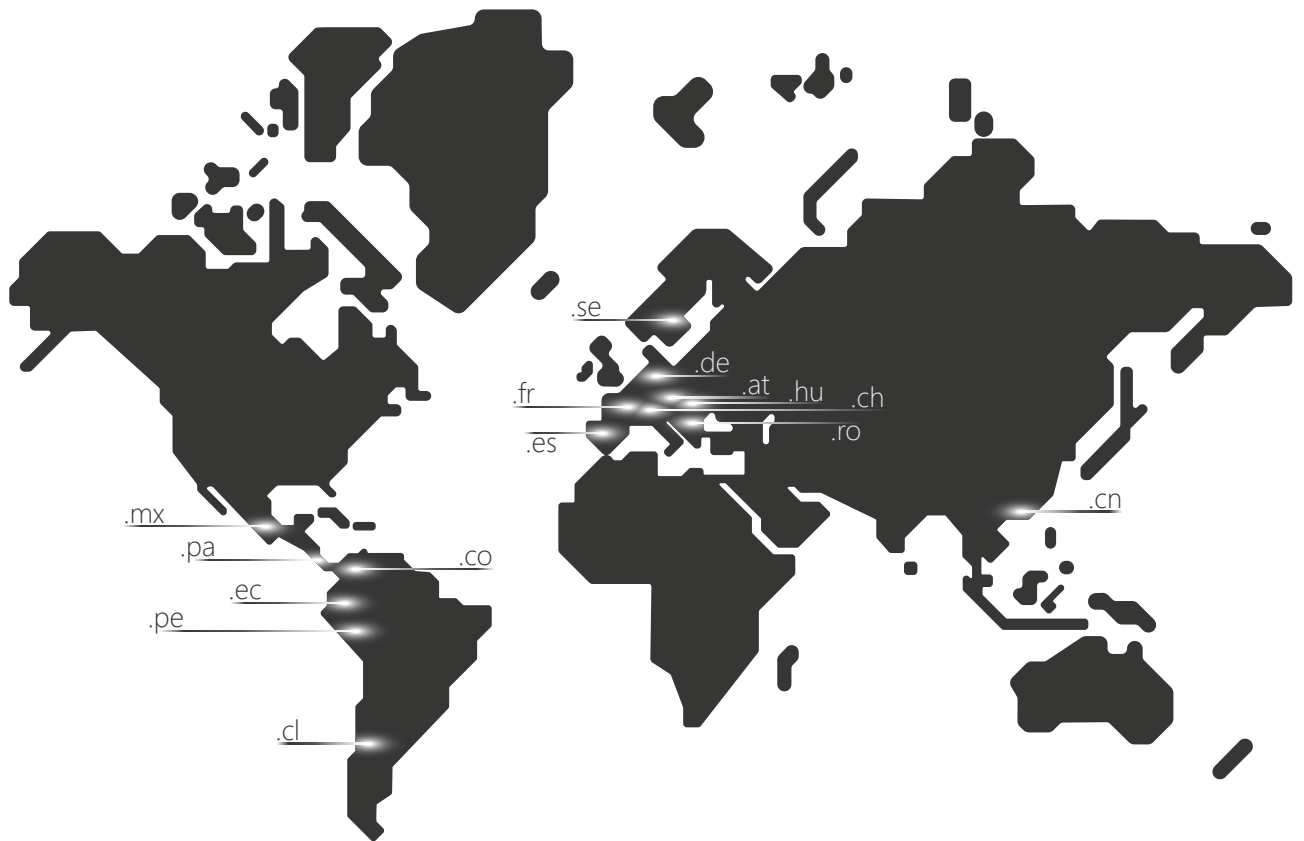 .se
.de
.at
.fr
.hu
.ch
.es
.ro
.cn
.mx
.pa
.co
.ec
.pe
.cl